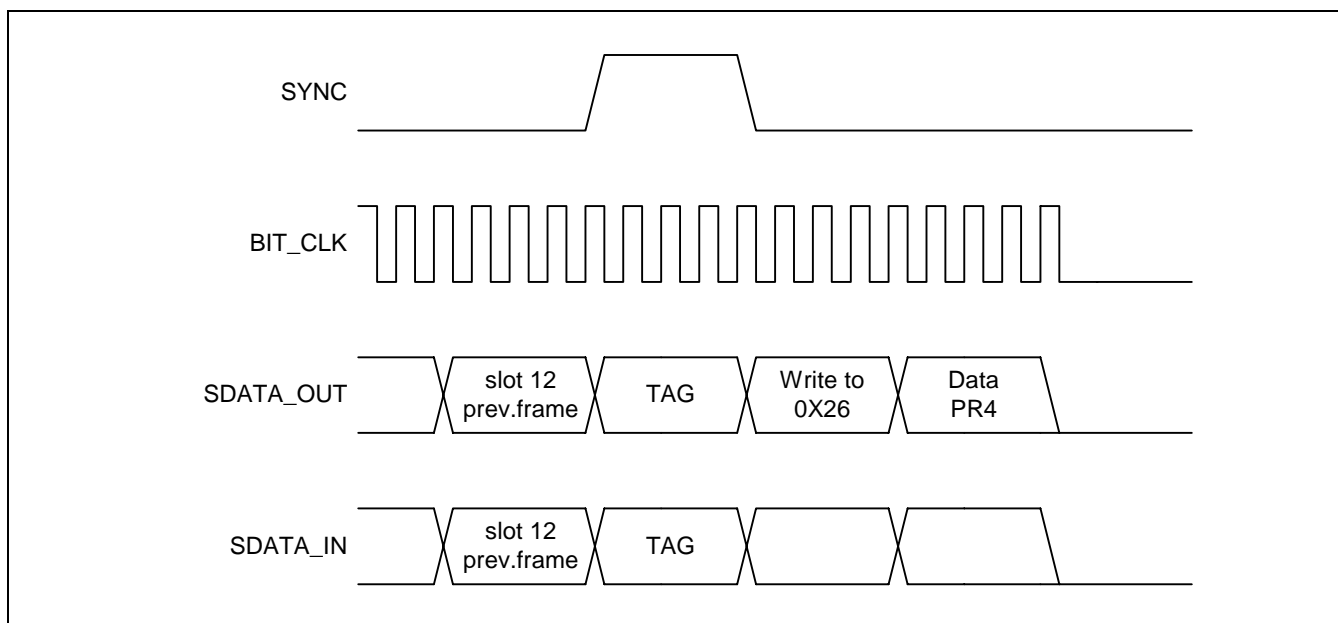 SYNC
BIT_CLK
SDATA_OUT
slot 12
prev.frame
TAG
Write to
0X26
Data
PR4
SDATA_IN
slot 12
prev.frame
TAG